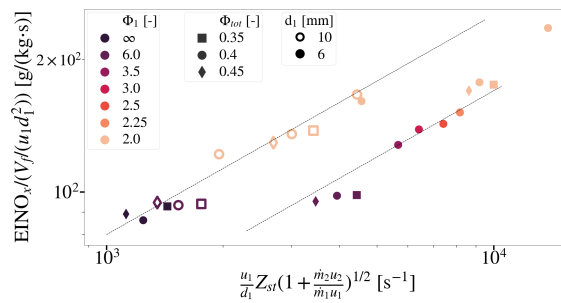 Φ₁ [-]
∞
6.0
3.5
3.0
2.5
2.25
2.0
Φₜₒₜ [-]
0.35
0.4
0.45
d₁ [mm]
10
6
EINOₓ/(V_f/(u₁d₁²)) [g/(kg·s)]
2 × 10²
10²
10³
10⁴
u₁/d₁ Z_st(1 + ṁ₂u₂/ṁ₁u₁)^1/2 [s⁻¹]